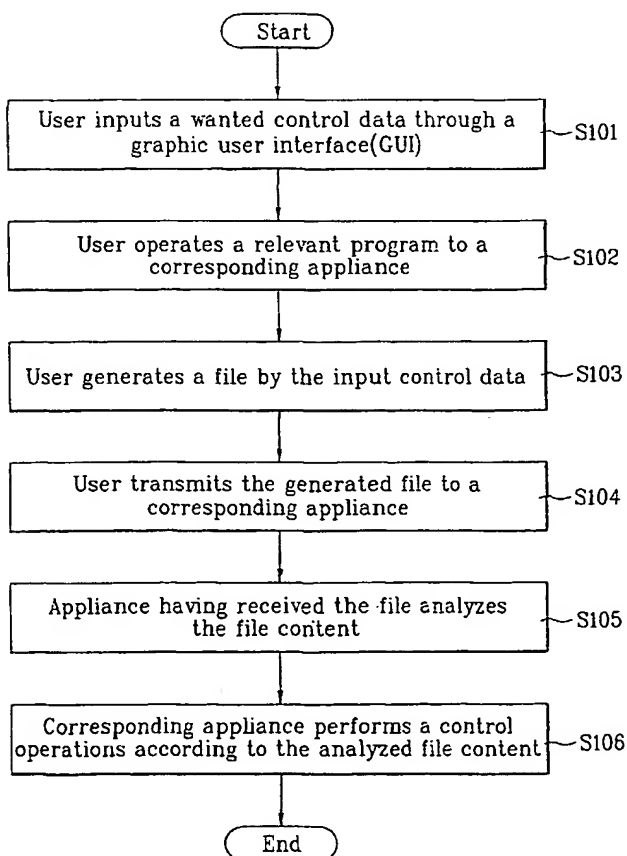 Start
User inputs a wanted control data through a
graphic user interface(GUI)
S101
User operates a relevant program to a
corresponding appliance
S102
User generates a file by the input control data
S103
User transmits the generated file to a
corresponding appliance
S104
Appliance having received the file analyzes
the file content
S105
Corresponding appliance performs a control
operations according to the analyzed file content
S106
End